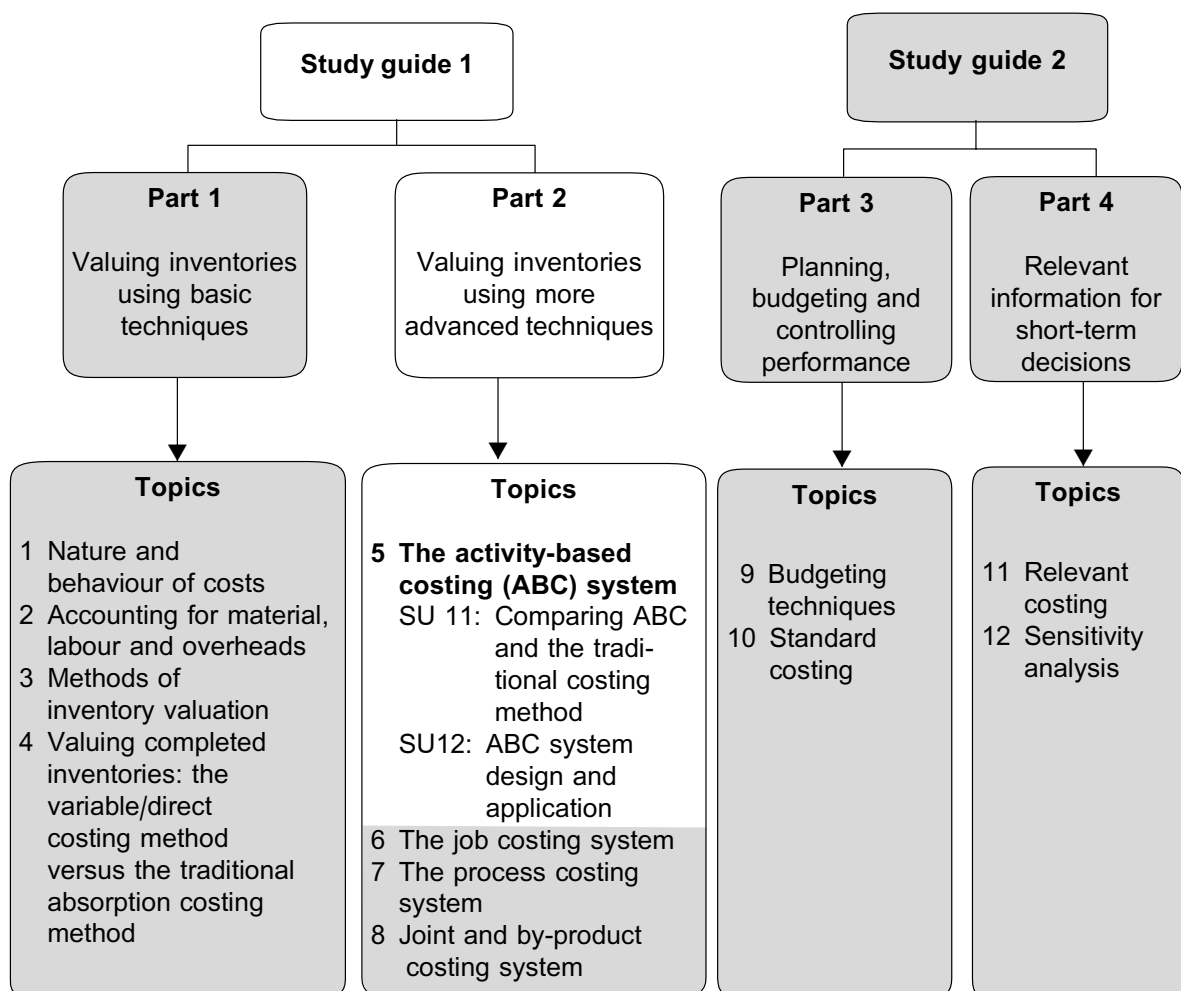 Study guide 1
Study guide 2
Part 1
Valuing inventories
using basic
techniques
Part 2
Valuing inventories
using more
advanced techniques
Part 3
Planning,
budgeting and
controlling
performance
Part 4
Relevant
information for
short-term
decisions
Topics
1 Nature and
behaviour of costs
2 Accounting for material,
labour and overheads
3 Methods of
inventory valuation
4 Valuing completed
inventories: the
variable/direct
costing method
versus the traditional
absorption costing
method
Topics
5 The activity-based
costing (ABC) system
SU 11: Comparing ABC
and the tradi-
tional costing
method
SU12: ABC system
design and
application
6 The job costing system
7 The process costing
system
8 Joint and by-product
costing system
Topics
9 Budgeting
techniques
10 Standard
costing
Topics
11 Relevant
costing
12 Sensitivity
analysis